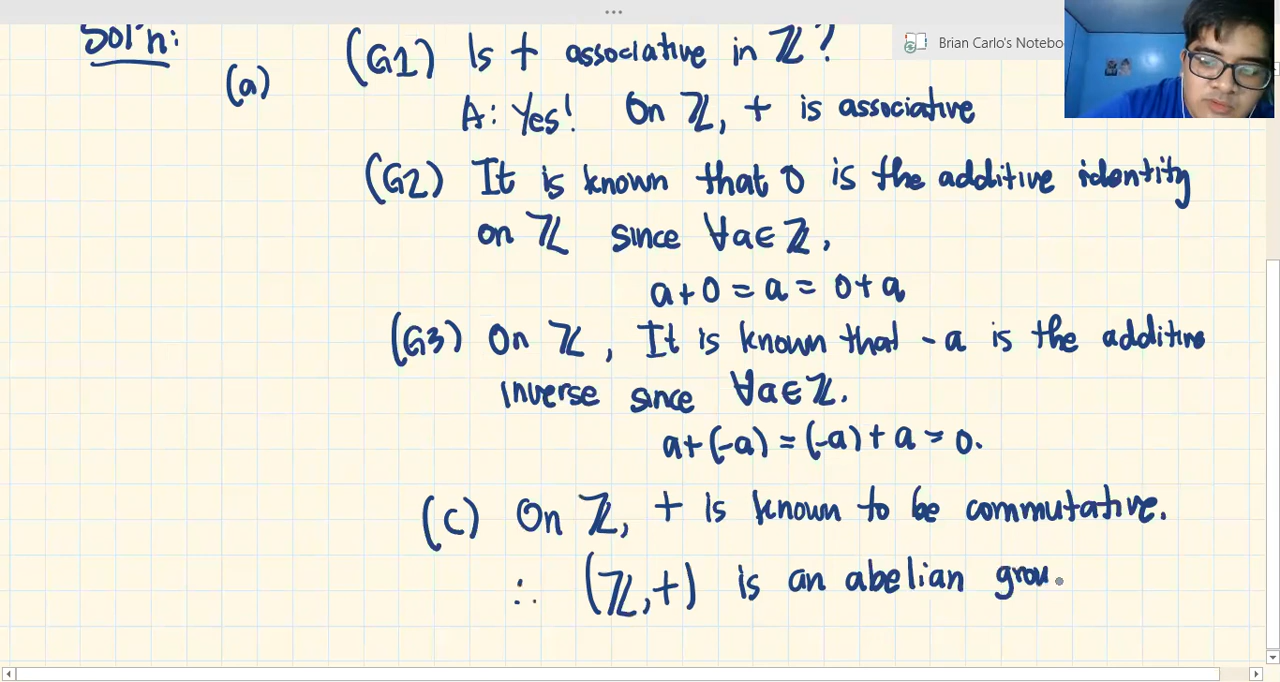 Sol'n:
(G1) Is + associative in ℤ?
Brian Carlo's Notebo
(a)
A: Yes! On ℤ, + is associative
(G2) It is known that 0 is the additive identity
on ℤ since ∀a∈ℤ,
a+0 = a = 0+a
(G3) On ℤ, It is known that -a is the additive
inverse since ∀a∈ℤ.
a+(-a) = (-a)+a = 0.
(C) On ℤ, + is known to be commutative.
∴ (ℤ,+) is an abelian grou